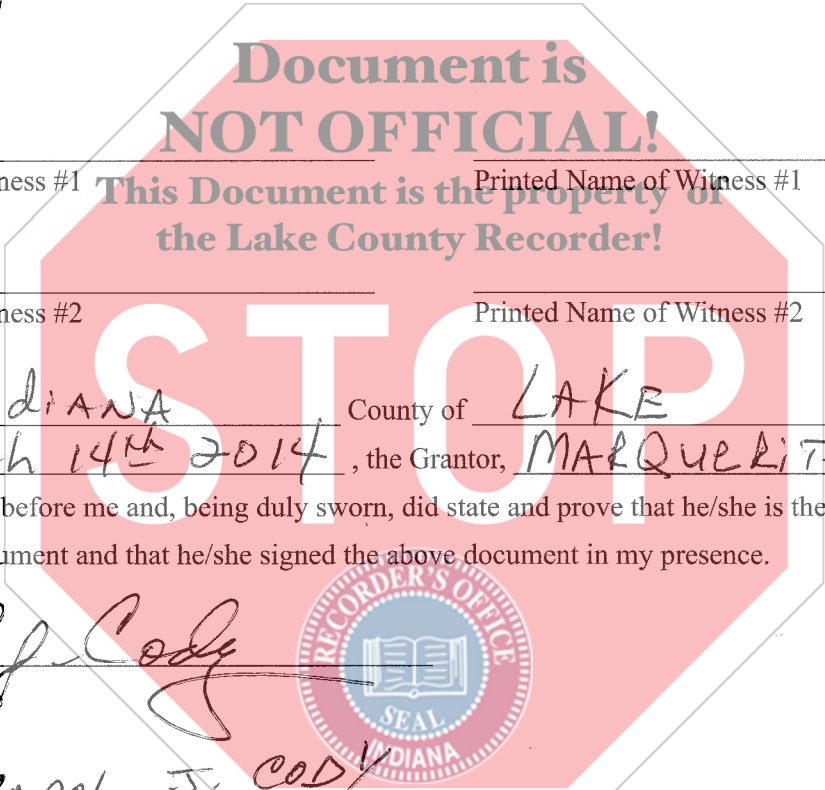 Document is
NOT OFFICIAL!
This Document is the property of
the Lake County Recorder!
ness #1 Printed Name of Witness #1
ness #2 Printed Name of Witness #2
STOP
diANA County of LAKE
h 14th 2014, the Grantor, MARQUERiT
before me and, being duly sworn, did state and prove that he/she is the
ument and that he/she signed the above document in my presence.
RECORDER'S OFFICE
SEAL
INDIANA
Cody
J. CODY